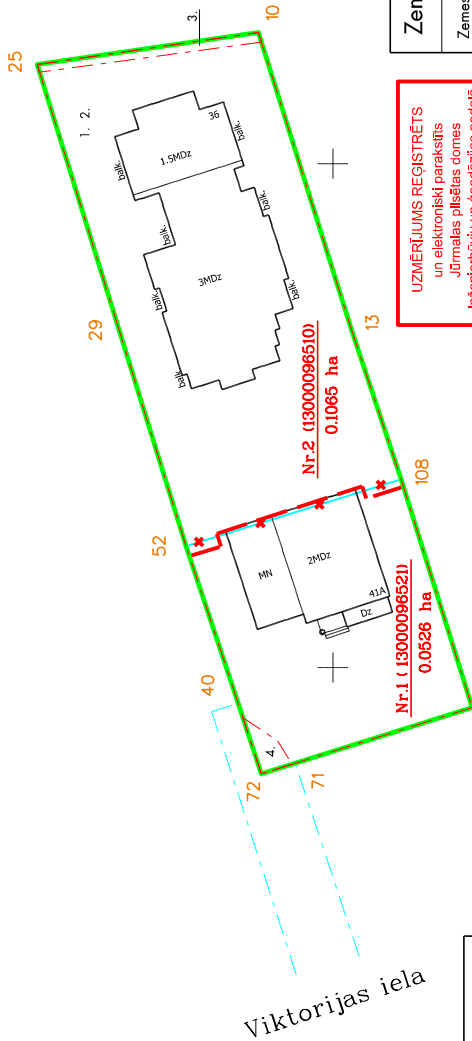 25
10
3.
1. 2.
balk.
36
1.5MDz
balk.
balk.
balk.
3MDz
balk.
balk.
29
13
Nr.2 (13000096510)
0.1065 ha
52
108
MN
2MDz
41A
Dz
Nr.1 (13000096521)
0.0526 ha
40
4.
72
71
Viktorijas iela
Zem
Zemes
UZMĒRĪJUMS REĢISTRĒTS
un elektroniski parakstīts
Jūrmalas pilsētas domes